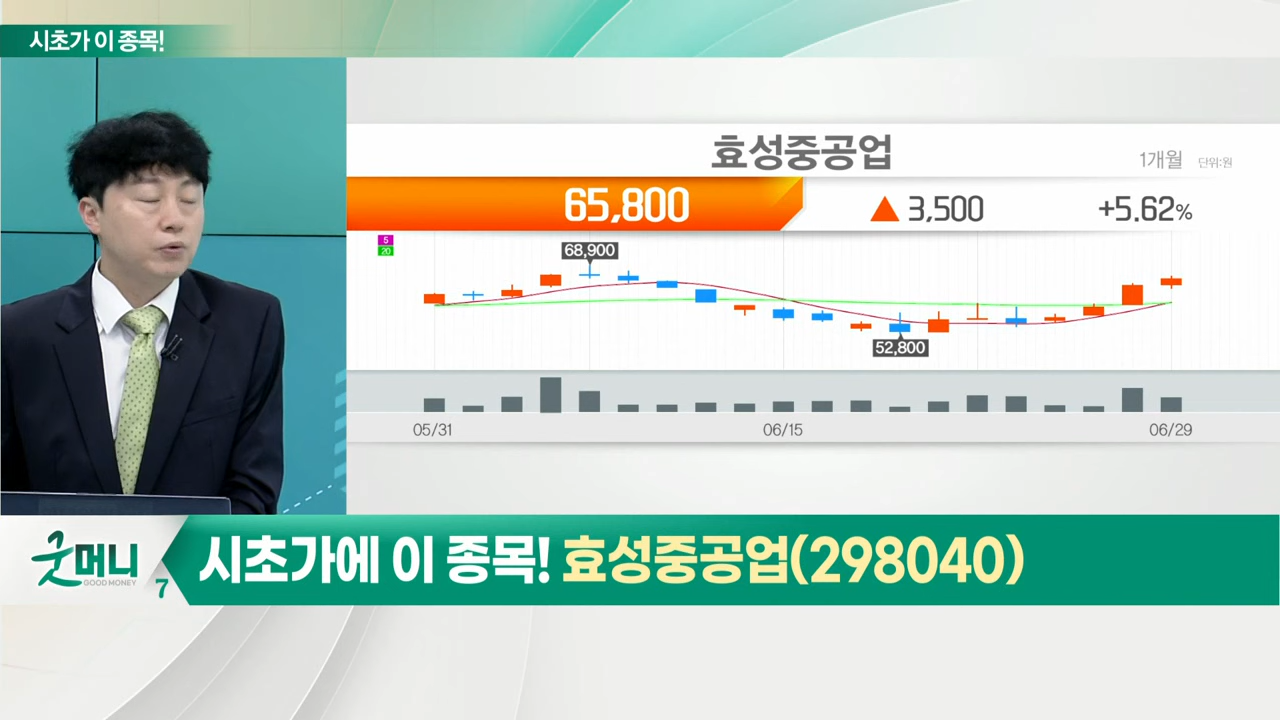 시초가 이 종목!
효성중공업
1개월 단위:원
65,800 ▲ 3,500 +5.62%
5
20
68,900
52,800
05/31 06/15 06/29
굿머니 GOOD MONEY 7
시초가에 이 종목! 효성중공업(298040)